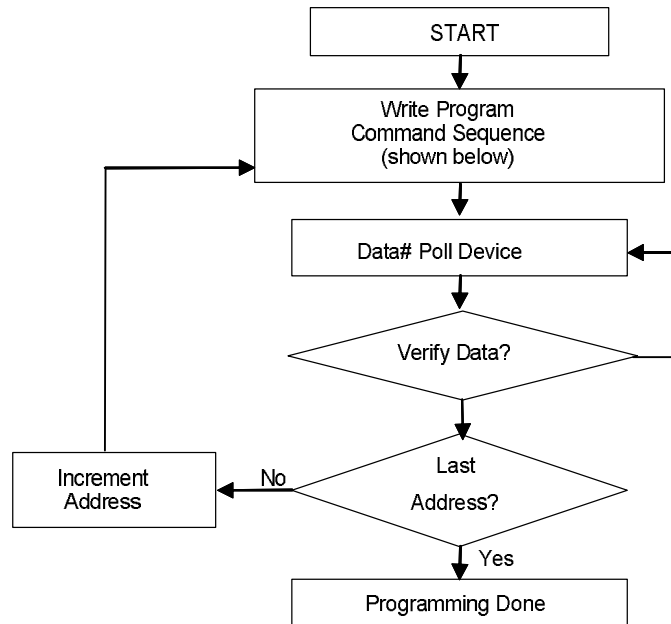 START
Write Program
Command Sequence
(shown below)
Data# Poll Device
Verify Data?
Last
Address?
No
Increment
Address
Yes
Programming Done